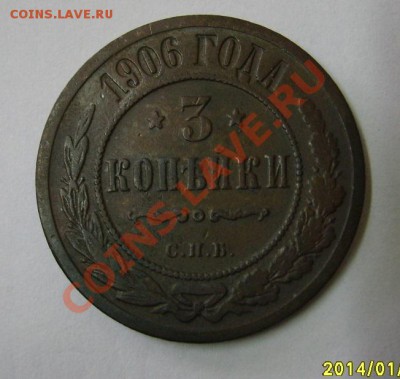 COINS.LAVE.RU
1906 ГОДА
3
КОПѢЙКИ
С.П.Б.
COINS.LAVE.RU
2014/01/